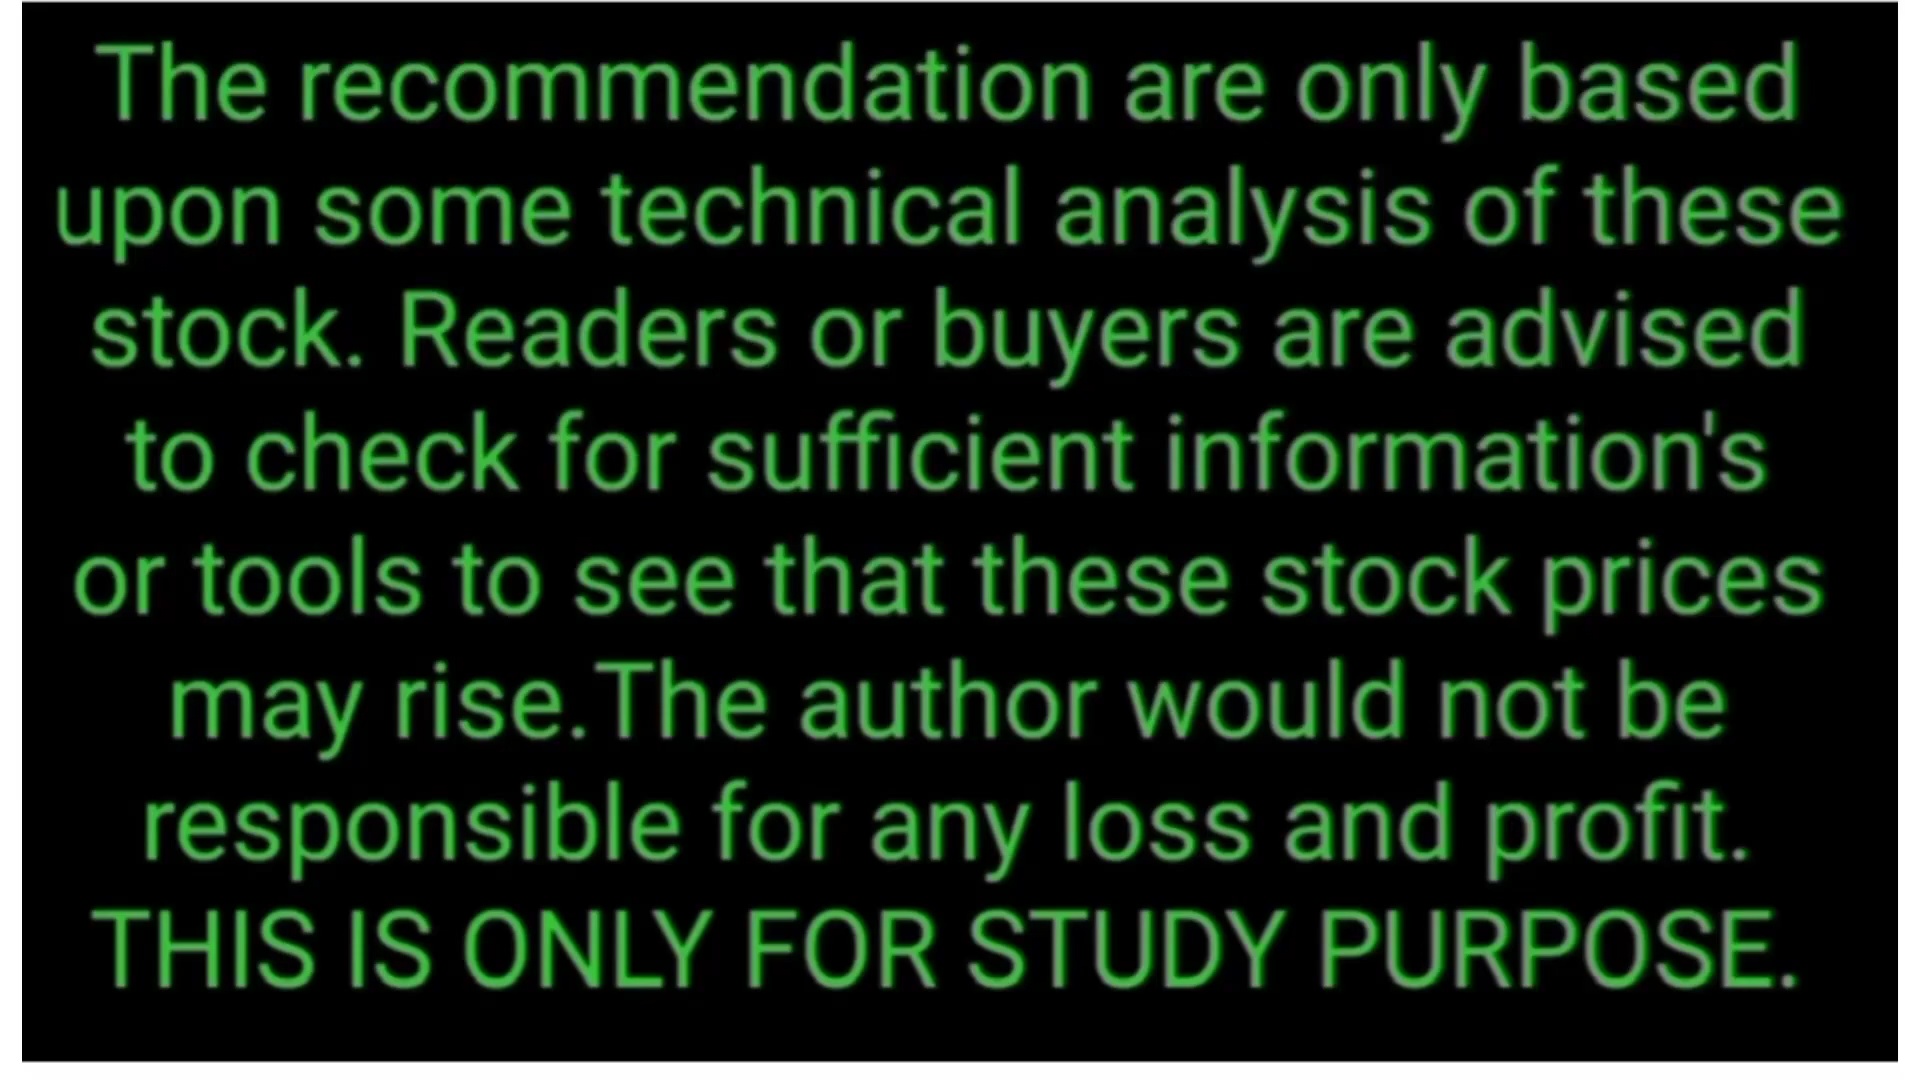 The recommendation are only based
upon some technical analysis of these
stock. Readers or buyers are advised
to check for sufficient information's
or tools to see that these stock prices
may rise.The author would not be
responsible for any loss and profit.
THIS IS ONLY FOR STUDY PURPOSE.